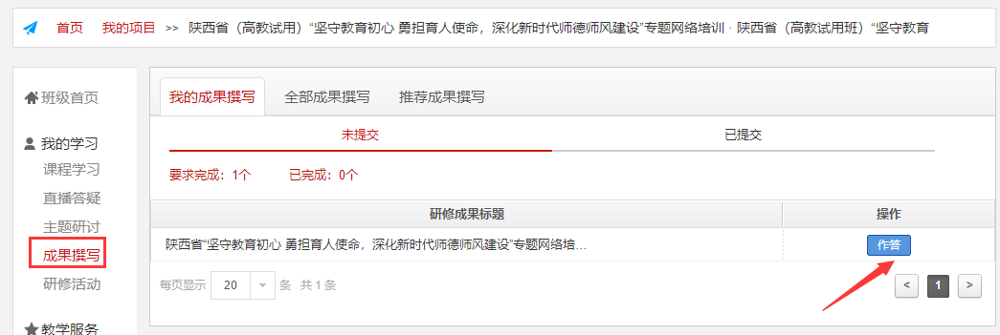 首页 我的项目 >> 陕西省（高教试用）“坚守教育初心 勇担育人使命，深化新时代师德师风建设”专题网络培训 · 陕西省（高教试用班）“坚守教育
班级首页
我的学习
课程学习
直播答疑
主题研讨
成果撰写
研修活动
教学服务
我的成果撰写 全部成果撰写 推荐成果撰写
未提交 已提交
要求完成：1个 已完成：0个
研修成果标题 操作
陕西省“坚守教育初心 勇担育人使命，深化新时代师德师风建设”专题网络培... 作答
每页显示 20 条 共 1 条 < 1 >